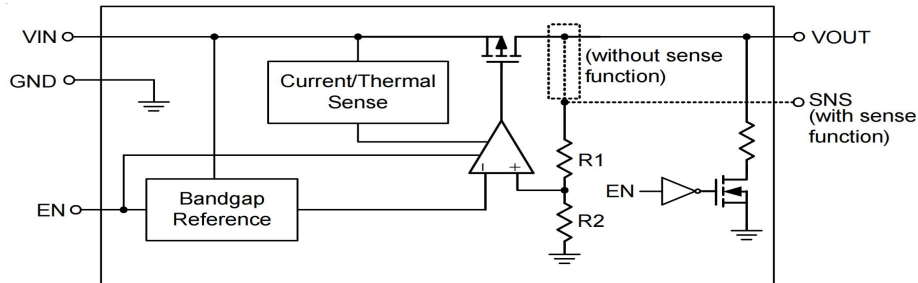 VIN
VOUT
(without sense
function)
GND
Current/Thermal
Sense
SNS
(with sense
function)
R1
- +
EN
EN
Bandgap
Reference
R2